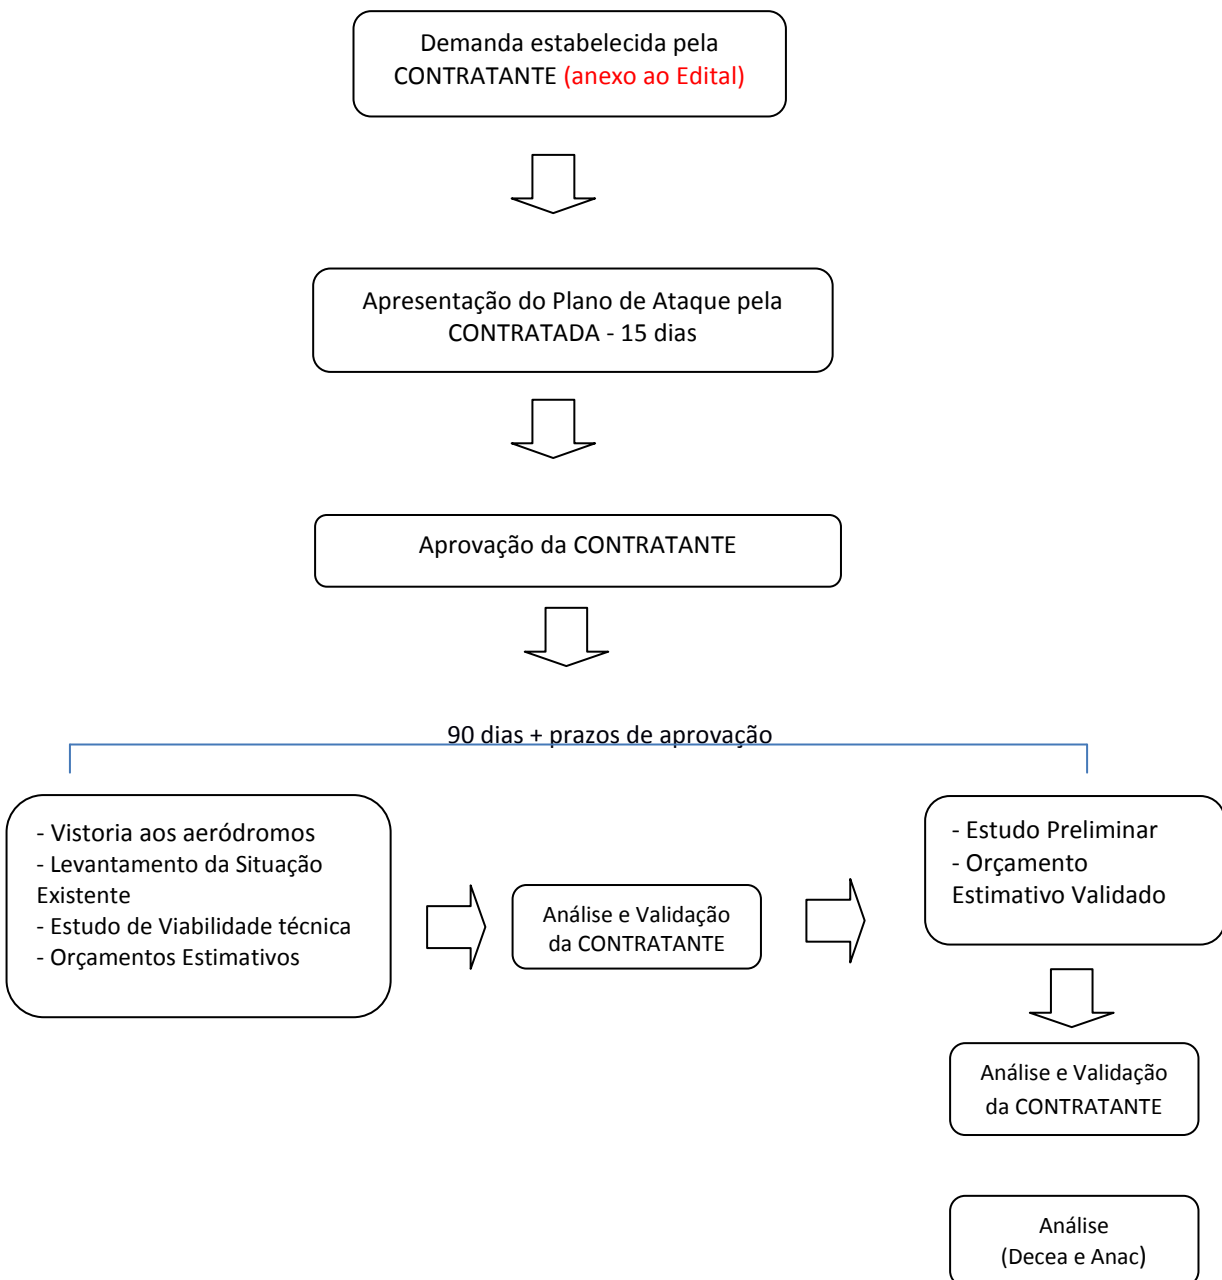 Demanda estabelecida pela
CONTRATANTE (anexo ao Edital)
Apresentação do Plano de Ataque pela
CONTRATADA - 15 dias
Aprovação da CONTRATANTE
90 dias + prazos de aprovação
- Vistoria aos aeródromos
- Levantamento da Situação
Existente
- Estudo de Viabilidade técnica
- Orçamentos Estimativos
Análise e Validação
da CONTRATANTE
- Estudo Preliminar
- Orçamento
Estimativo Validado
Análise e Validação
da CONTRATANTE
Análise
(Decea e Anac)